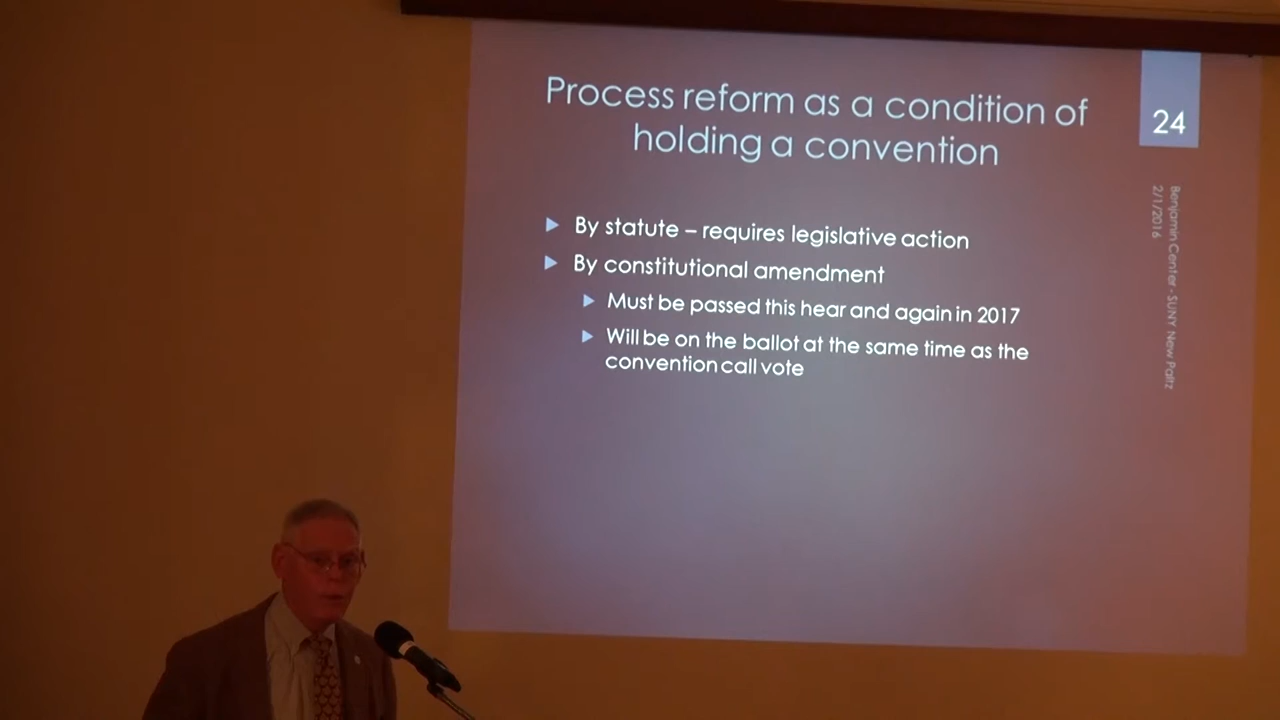 Process reform as a condition of
holding a convention
24
By statute – requires legislative action
By constitutional amendment
Must be passed this hear and again in 2017
Will be on the ballot at the same time as the
convention call vote
Benjamin Center - SUNY New Paltz
2/1/2016